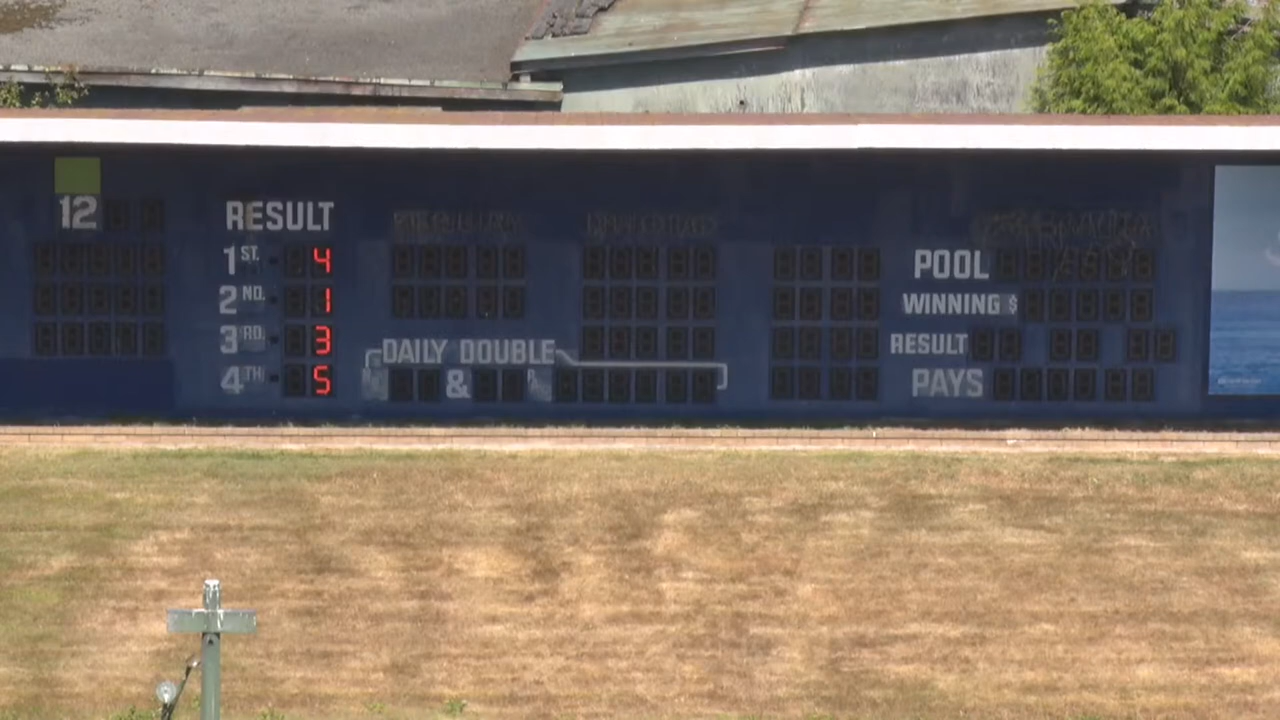 12
RESULT
1ST. 4
2ND. 1
3RD. 3
4TH 5
DAILY DOUBLE
&
POOL
WINNING $
RESULT
PAYS